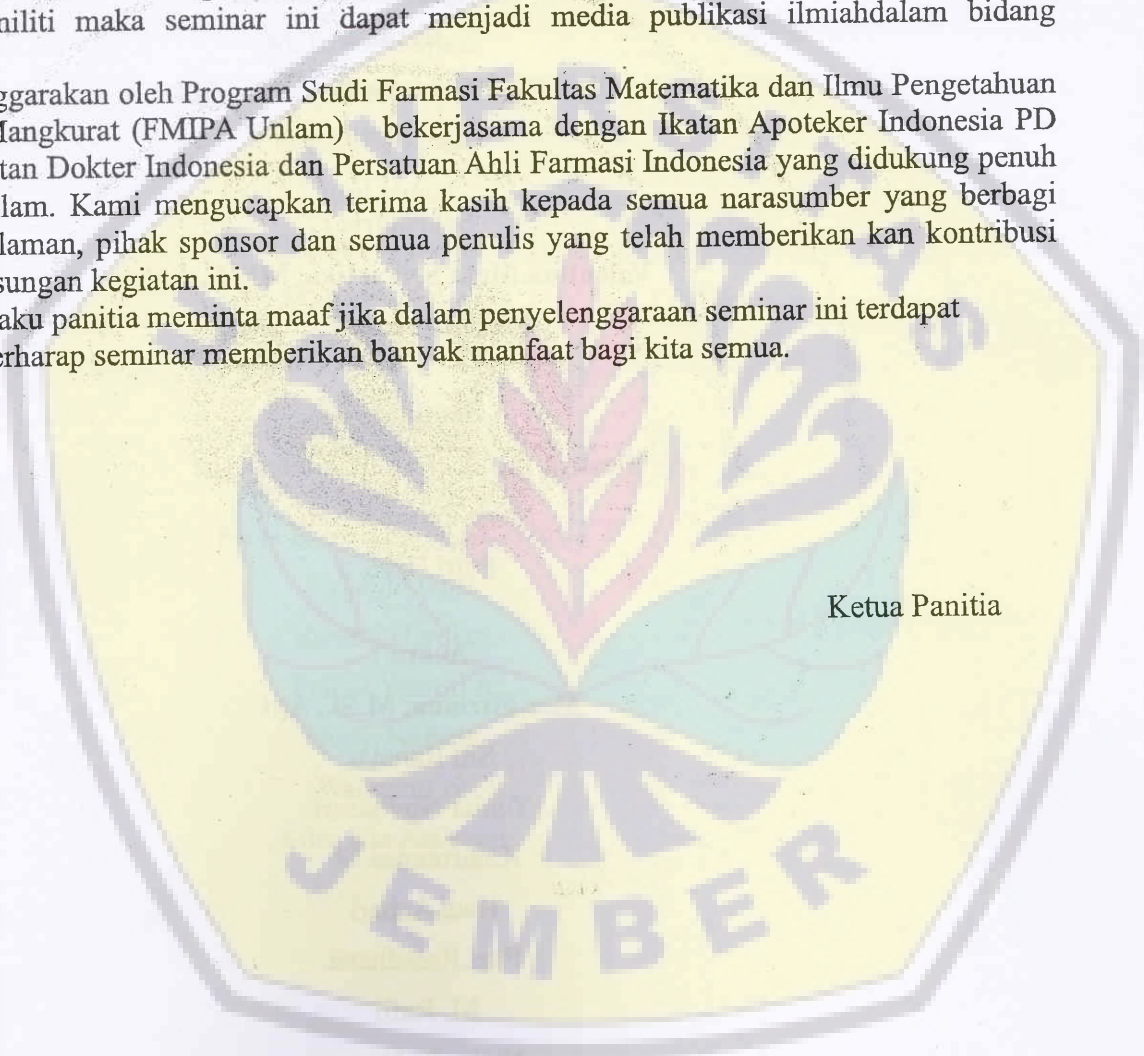 niliti maka seminar ini dapat menjadi media publikasi ilmiahdalam bidang
ggarakan oleh Program Studi Farmasi Fakultas Matematika dan Ilmu Pengetahuan
Mangkurat (FMIPA Unlam) bekerjasama dengan Ikatan Apoteker Indonesia PD
tan Dokter Indonesia dan Persatuan Ahli Farmasi Indonesia yang didukung penuh
lam. Kami mengucapkan terima kasih kepada semua narasumber yang berbagi
laman, pihak sponsor dan semua penulis yang telah memberikan kan kontribusi
sungan kegiatan ini.
aku panitia meminta maaf jika dalam penyelenggaraan seminar ini terdapat
erharap seminar memberikan banyak manfaat bagi kita semua.
Ketua Panitia
UNIVERSITAS
JEMBER